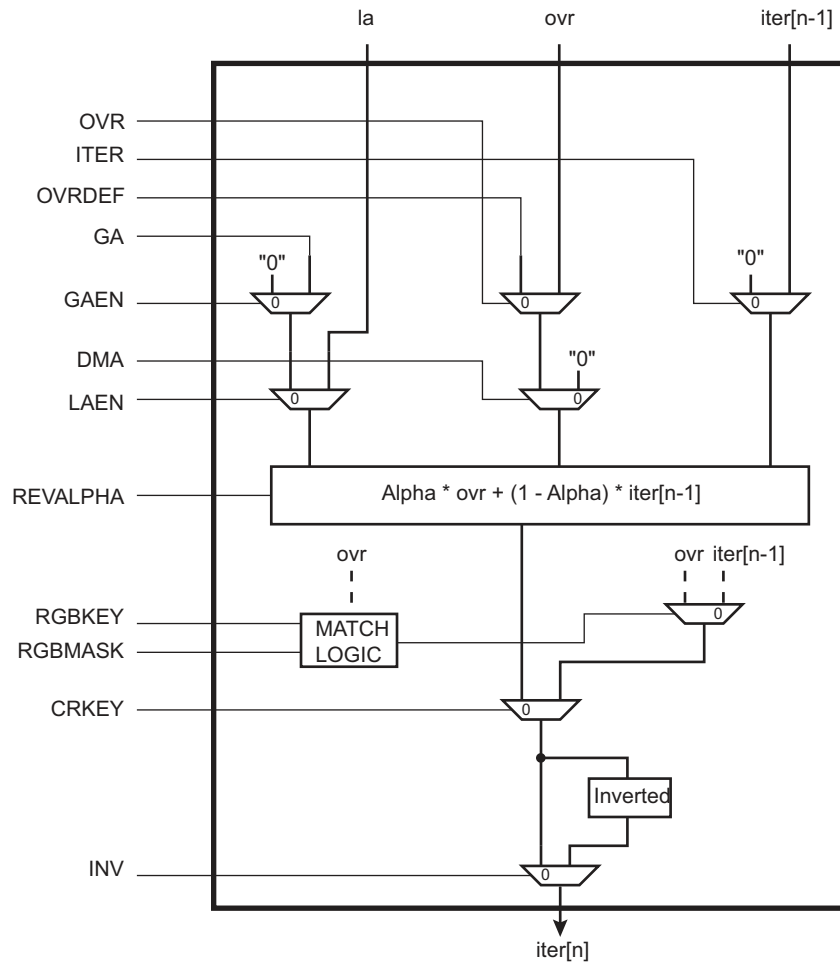 la ovr iter[n-1]
OVR
ITER
OVRDEF
GA
"0" "0"
GAEN 0 0 0
DMA "0"
LAEN 0 0
REVALPHA Alpha * ovr + (1 - Alpha) * iter[n-1]
ovr ovr iter[n-1]
RGBKEY 0
MATCH
RGBMASK LOGIC
CRKEY 0
Inverted
INV 0
iter[n]